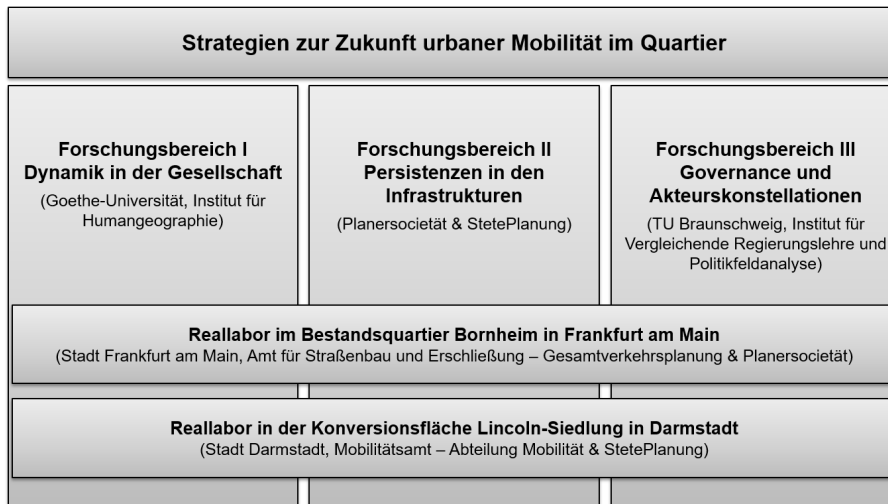 Strategien zur Zukunft urbaner Mobilität im Quartier
Forschungsbereich I
Dynamik in der Gesellschaft
(Goethe-Universität, Institut für
Humangeographie)
Forschungsbereich II
Persistenzen in den
Infrastrukturen
(Planersocietät & StetePlanung)
Forschungsbereich III
Governance und
Akteurskonstellationen
(TU Braunschweig, Institut für
Vergleichende Regierungslehre und
Politikfeldanalyse)
Reallabor im Bestandsquartier Bornheim in Frankfurt am Main
(Stadt Frankfurt am Main, Amt für Straßenbau und Erschließung – Gesamtverkehrsplanung & Planersocietät)
Reallabor in der Konversionsfläche Lincoln-Siedlung in Darmstadt
(Stadt Darmstadt, Mobilitätsamt – Abteilung Mobilität & StetePlanung)